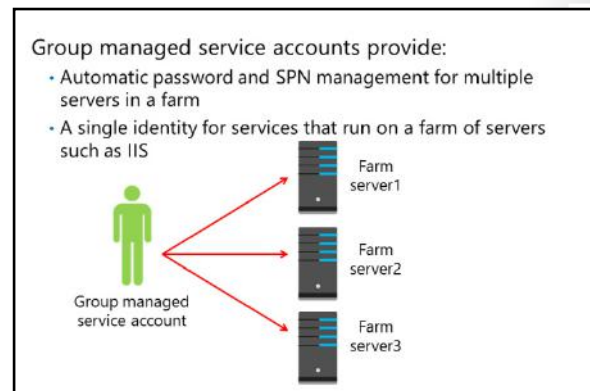 Group managed service accounts provide:
• Automatic password and SPN management for multiple
servers in a farm
• A single identity for services that run on a farm of servers
such as IIS
Farm
server1
Farm
server2
Group managed
service account
Farm
server3